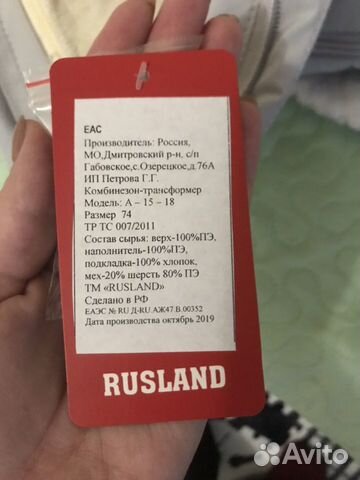 ЕАС
Производитель: Россия,
МО,Дмитровский р-н, с/п
Габовское,с.Озерецкое,д.76А
ИП Петрова Г.Г.
Комбинезон-трансформер
Модель: А – 15 – 18
Размер 74
ТР ТС 007/2011
Состав сырья: верх-100%ПЭ,
наполнитель-100%ПЭ,
подкладка-100% хлопок,
мех-20% шерсть 80% ПЭ
ТМ «RUSLAND»
Сделано в РФ
ЕАЭС № RU Д-RU.АЖ47.В.00352
Дата производства октябрь 2019
RUSLAND
Avito